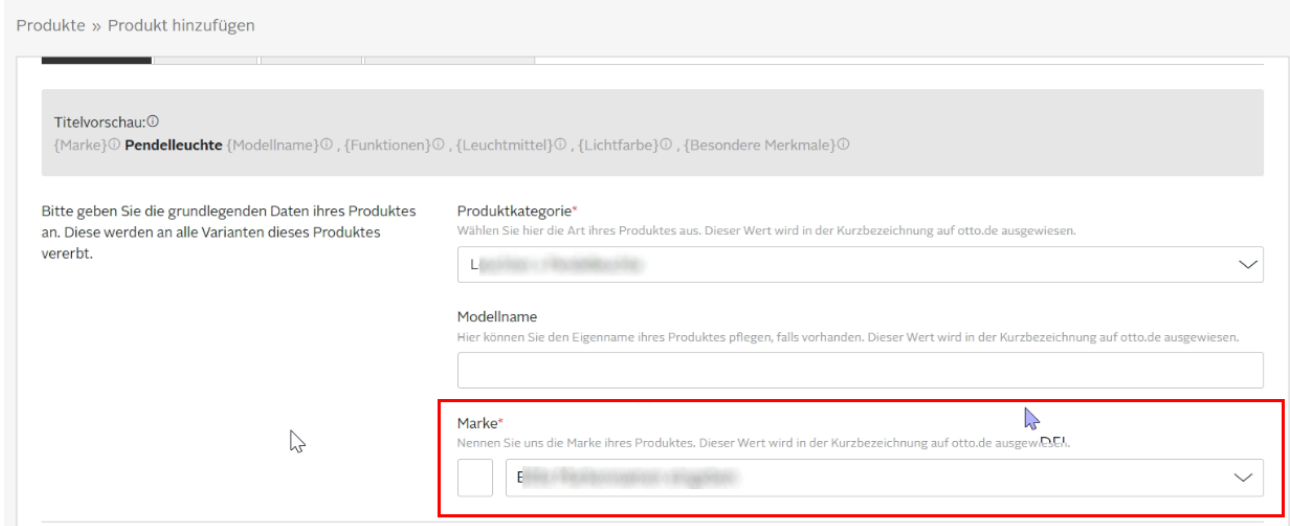 Produkte » Produkt hinzufügen
Titelvorschau:
{Marke} Pendelleuchte {Modellname} , {Funktionen} , {Leuchtmittel} , {Lichtfarbe} , {Besondere Merkmale}
Bitte geben Sie die grundlegenden Daten ihres Produktes
an. Diese werden an alle Varianten dieses Produktes
vererbt.
Produktkategorie*
Wählen Sie hier die Art ihres Produktes aus. Dieser Wert wird in der Kurzbezeichnung auf otto.de ausgewiesen.
Modellname
Hier können Sie den Eigenname ihres Produktes pflegen, falls vorhanden. Dieser Wert wird in der Kurzbezeichnung auf otto.de ausgewiesen.
Marke*
Nennen Sie uns die Marke ihres Produktes. Dieser Wert wird in der Kurzbezeichnung auf otto.de ausgewiesen.